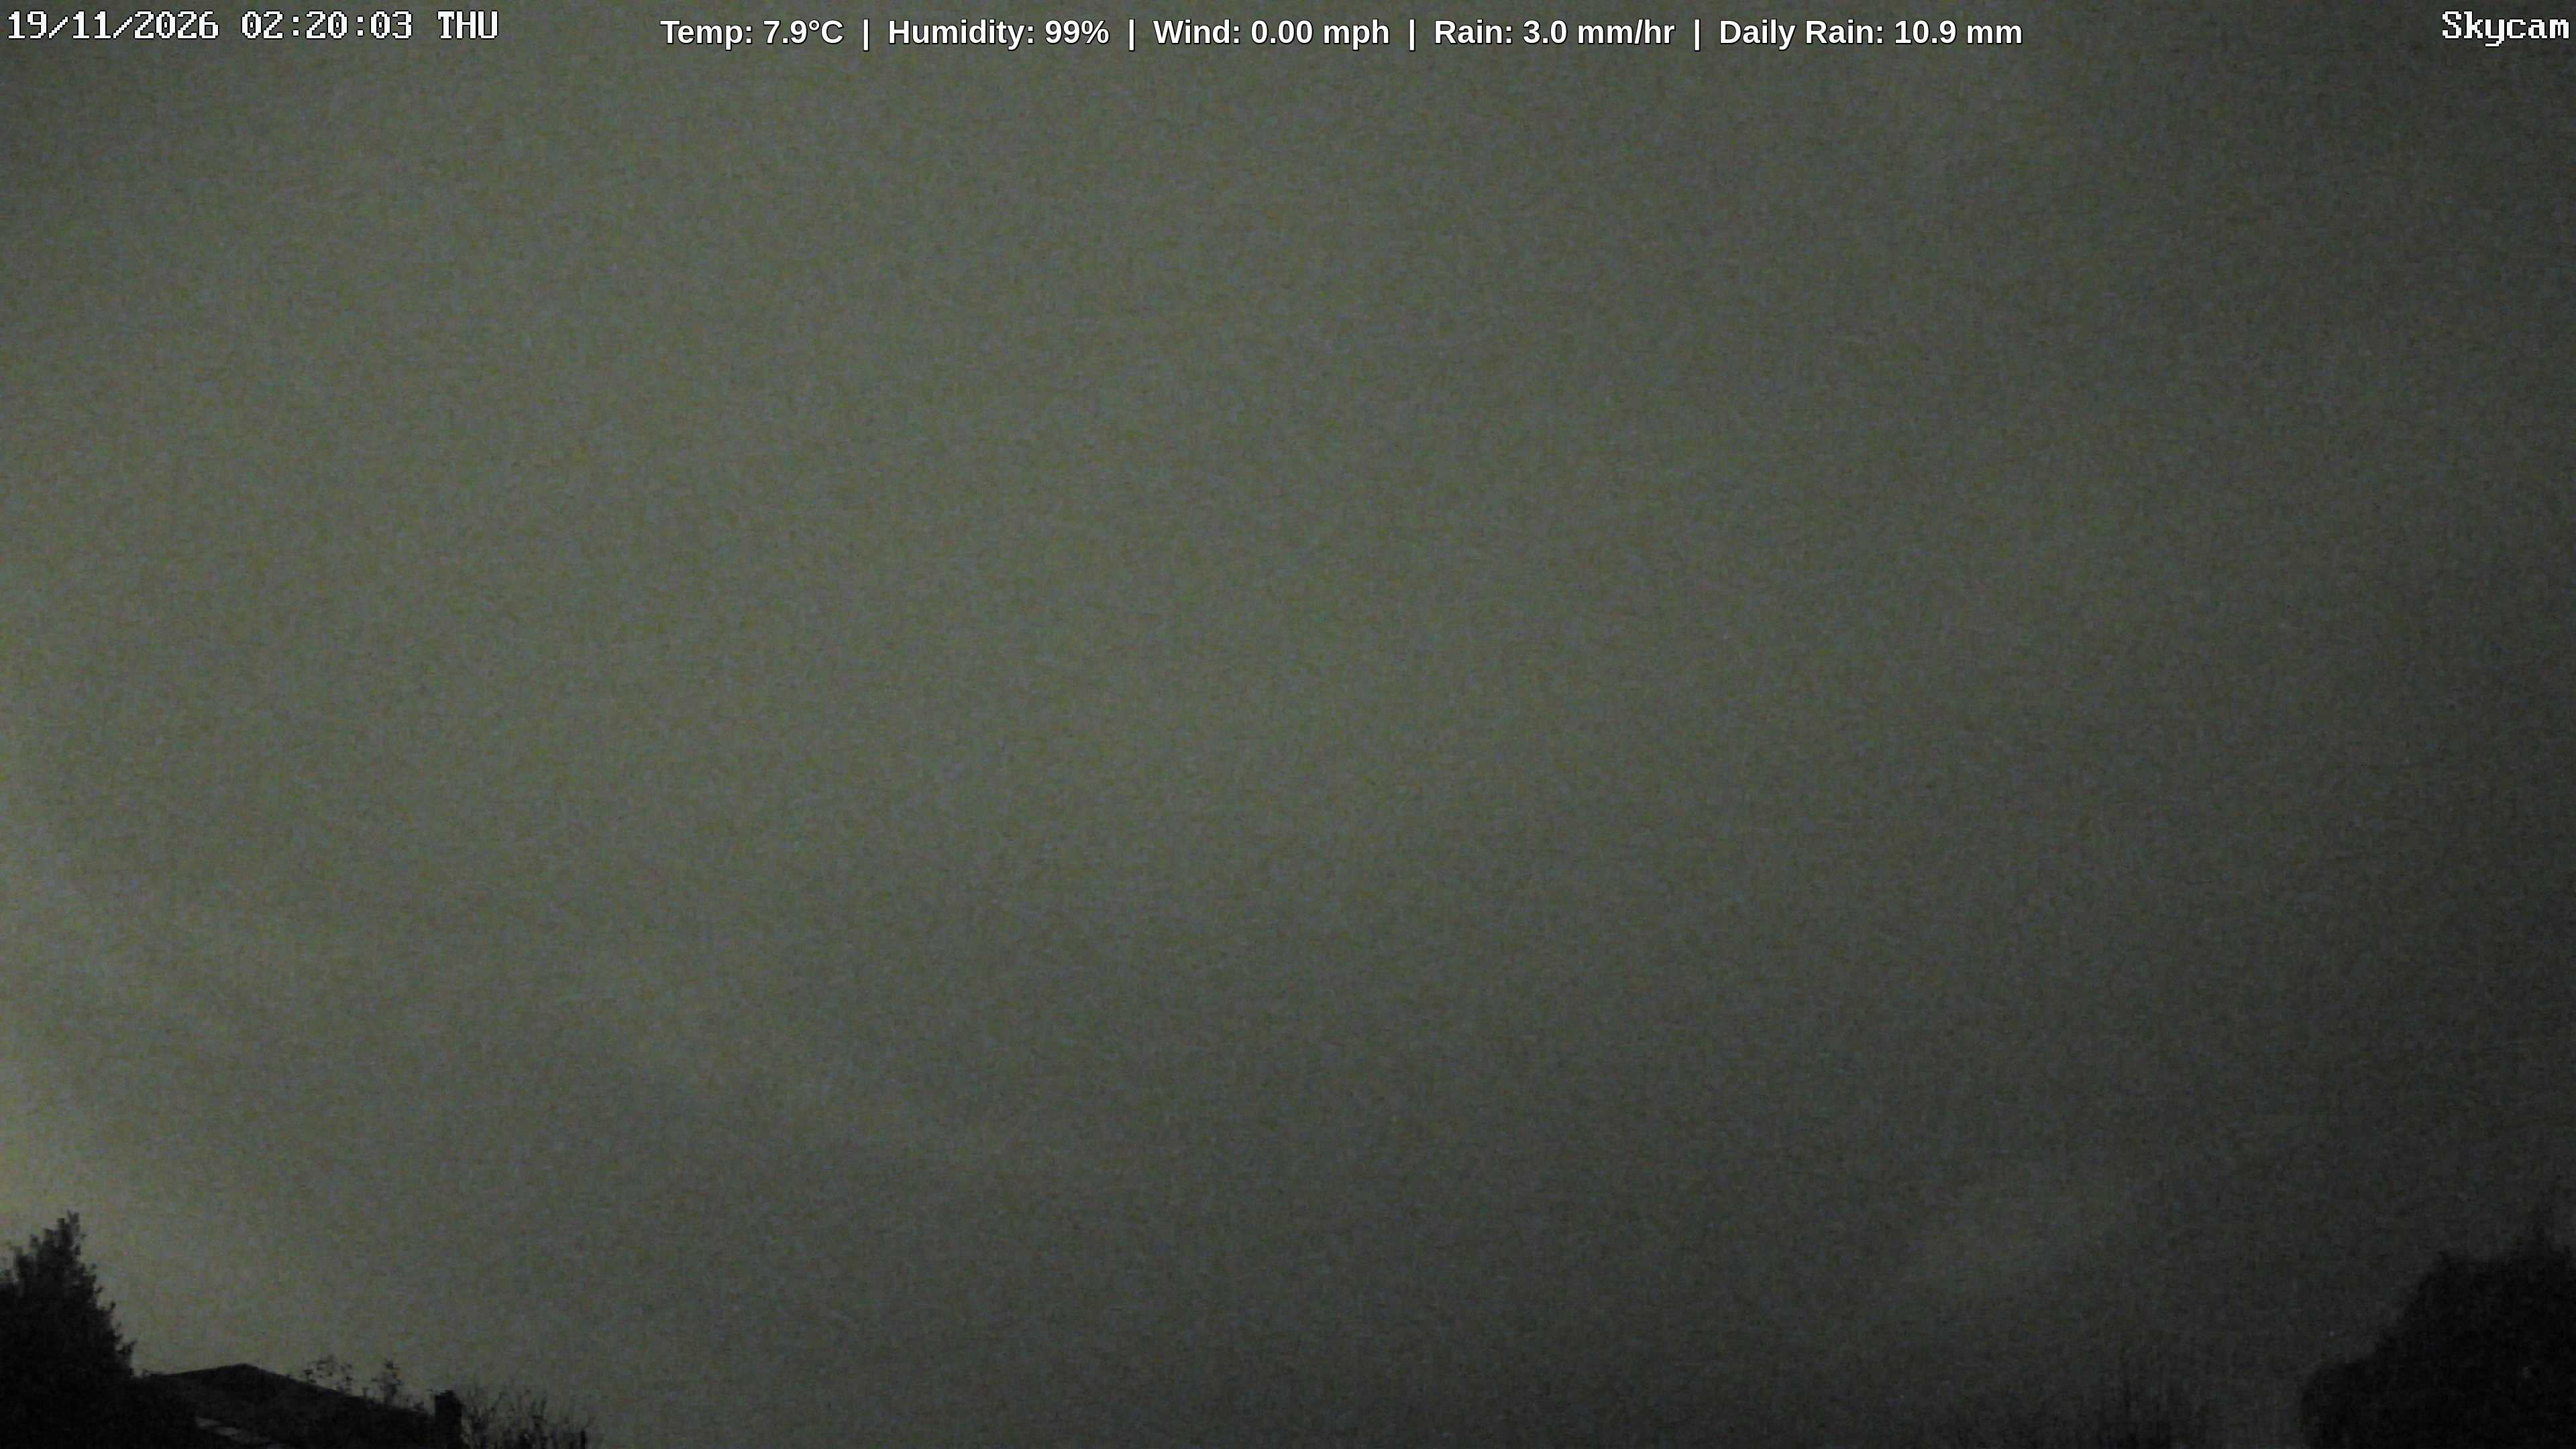 19/11/2026 02:20:03 THU
Temp: 7.9°C | Humidity: 99% | Wind: 0.00 mph | Rain: 3.0 mm/hr | Daily Rain: 10.9 mm
Skycam